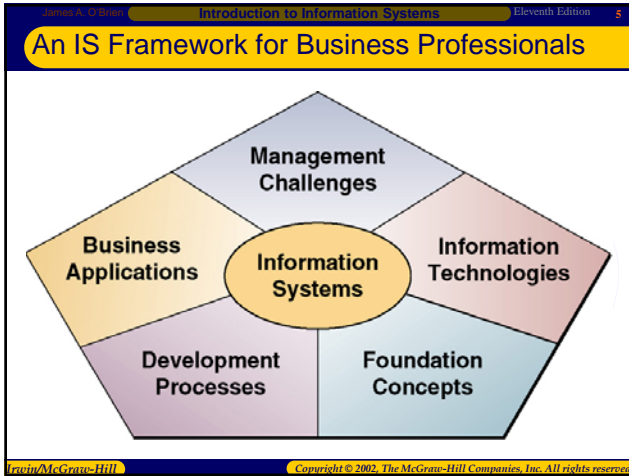 James A. O'Brien Introduction to Information Systems Eleventh Edition 5
An IS Framework for Business Professionals
Management
Challenges
Business
Applications
Information
Systems
Information
Technologies
Development
Processes
Foundation
Concepts
Irwin/McGraw-Hill Copyright © 2002, The McGraw-Hill Companies, Inc. All rights reserved